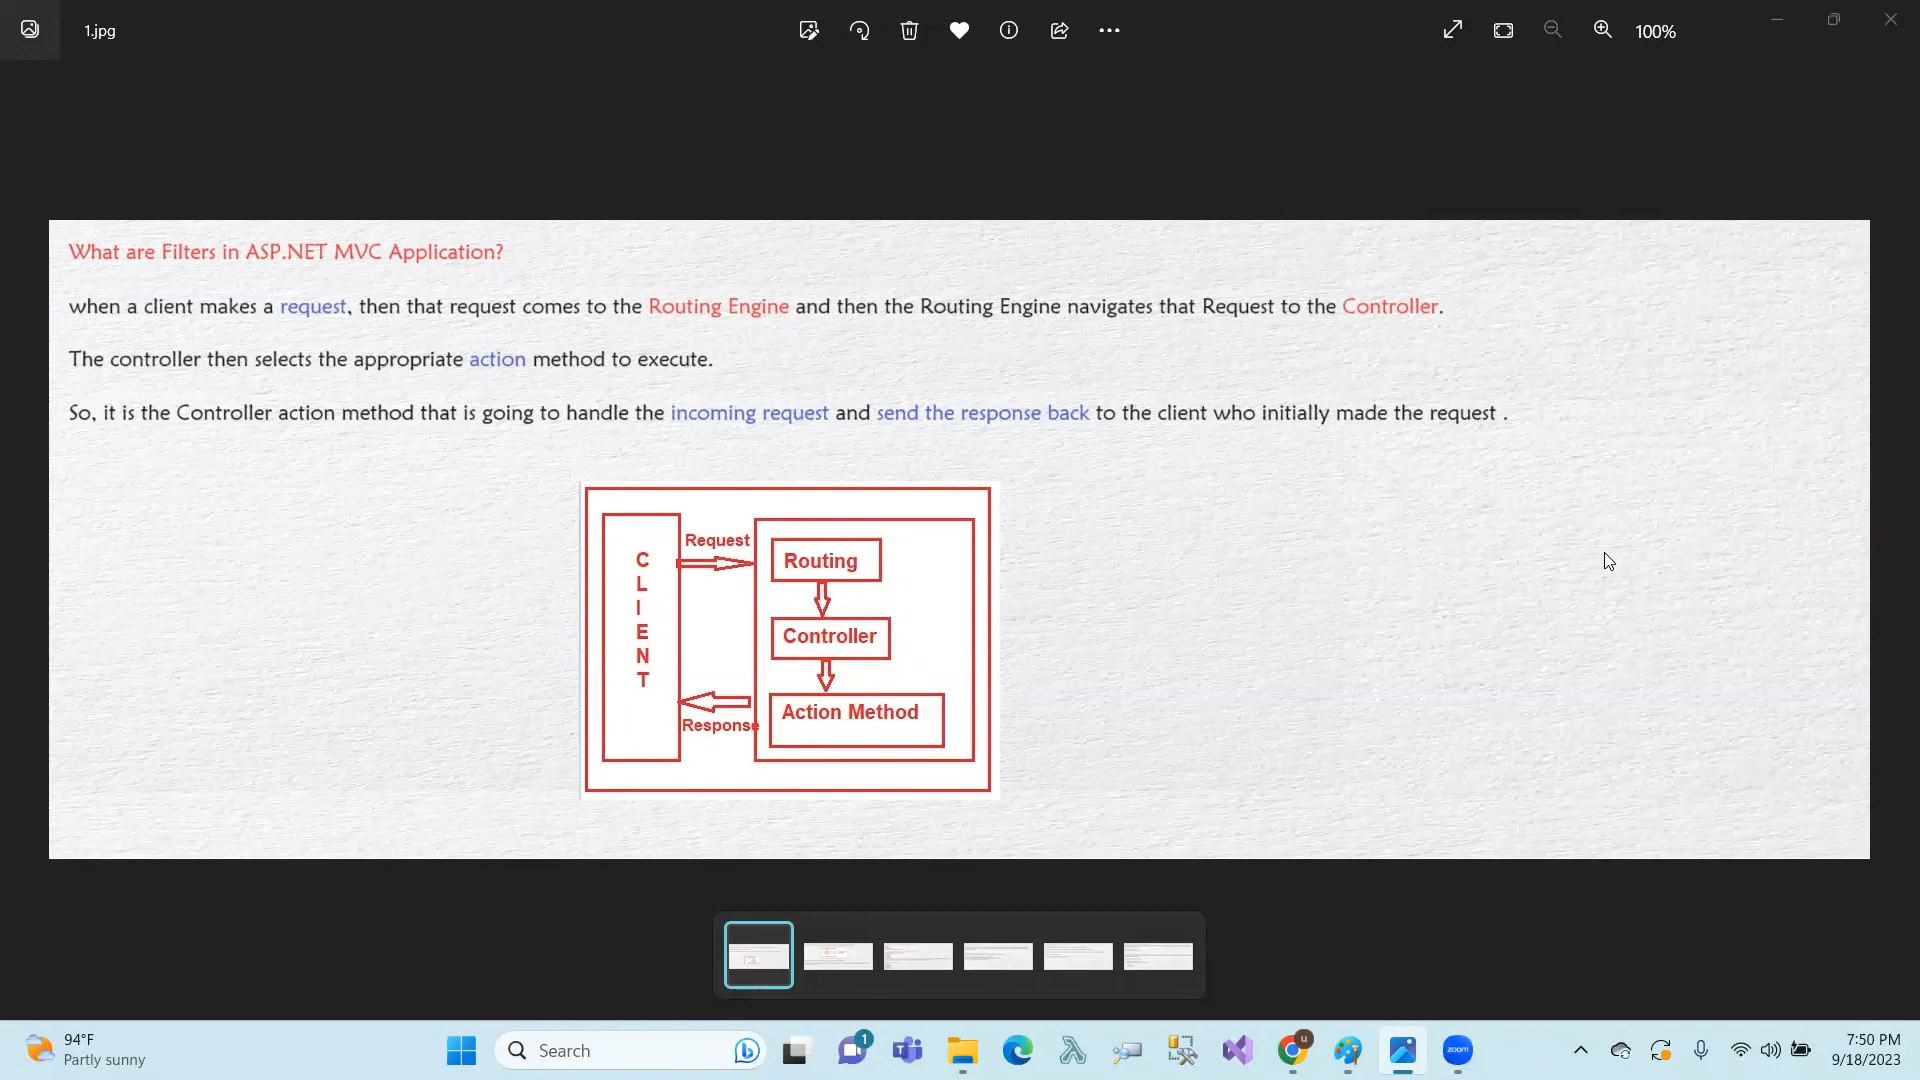 1.jpg
100%
What are Filters in ASP.NET MVC Application?
when a client makes a request, then that request comes to the Routing Engine and then the Routing Engine navigates that Request to the Controller.
The controller then selects the appropriate action method to execute.
So, it is the Controller action method that is going to handle the incoming request and send the response back to the client who initially made the request .
CLIENT
Request
Routing
Controller
Action Method
Response
94°F
Partly sunny
Search
1
zoom
7:50 PM
9/18/2023